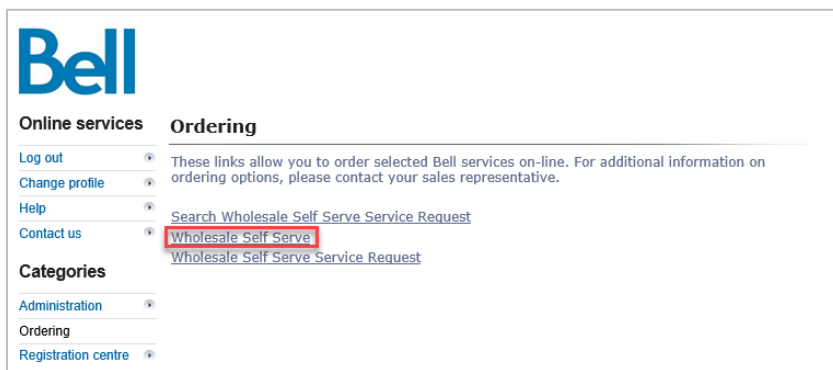 Bell
Online services
Log out
Change profile
Help
Contact us
Categories
Administration
Ordering
Registration centre
Ordering
These links allow you to order selected Bell services on-line. For additional information on
ordering options, please contact your sales representative.
Search Wholesale Self Serve Service Request
Wholesale Self Serve
Wholesale Self Serve Service Request